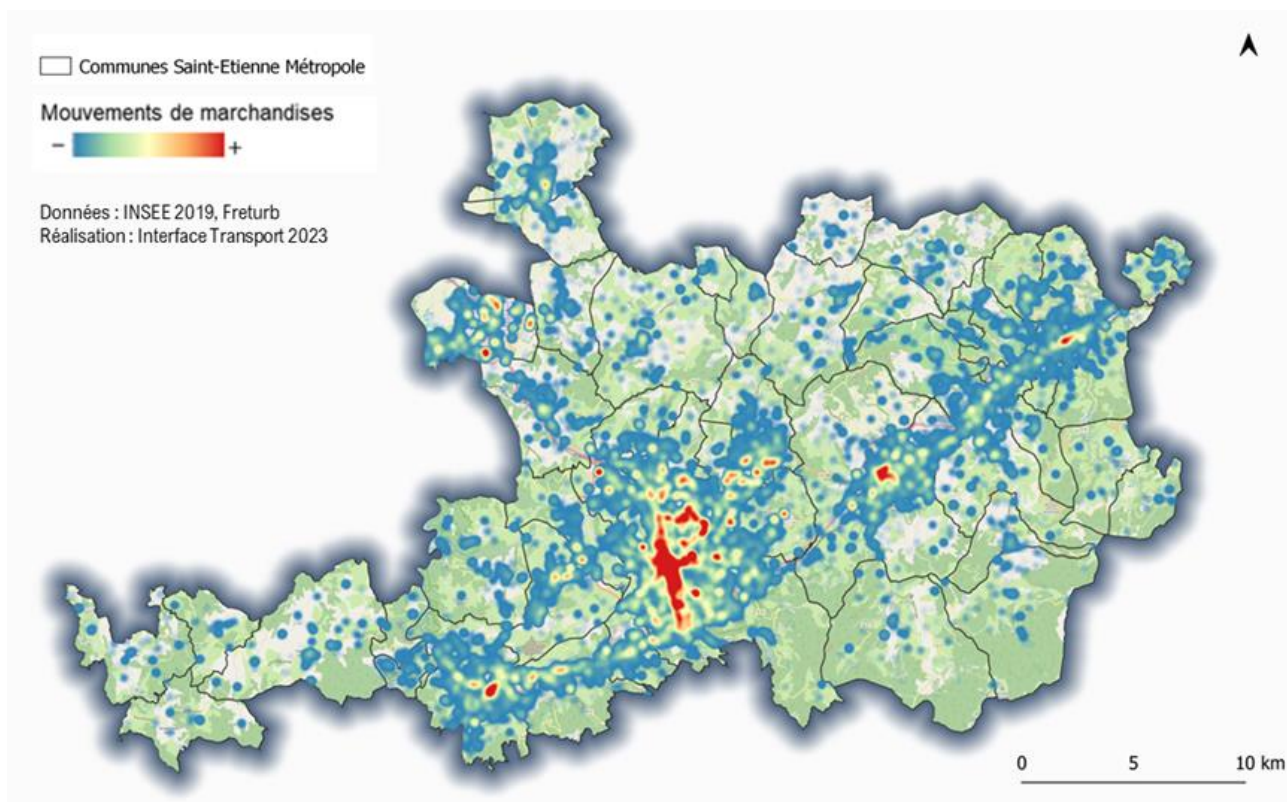 Communes Saint-Etienne Métropole
Mouvements de marchandises
− +
Données : INSEE 2019, Freturb
Réalisation : Interface Transport 2023
0 5 10 km